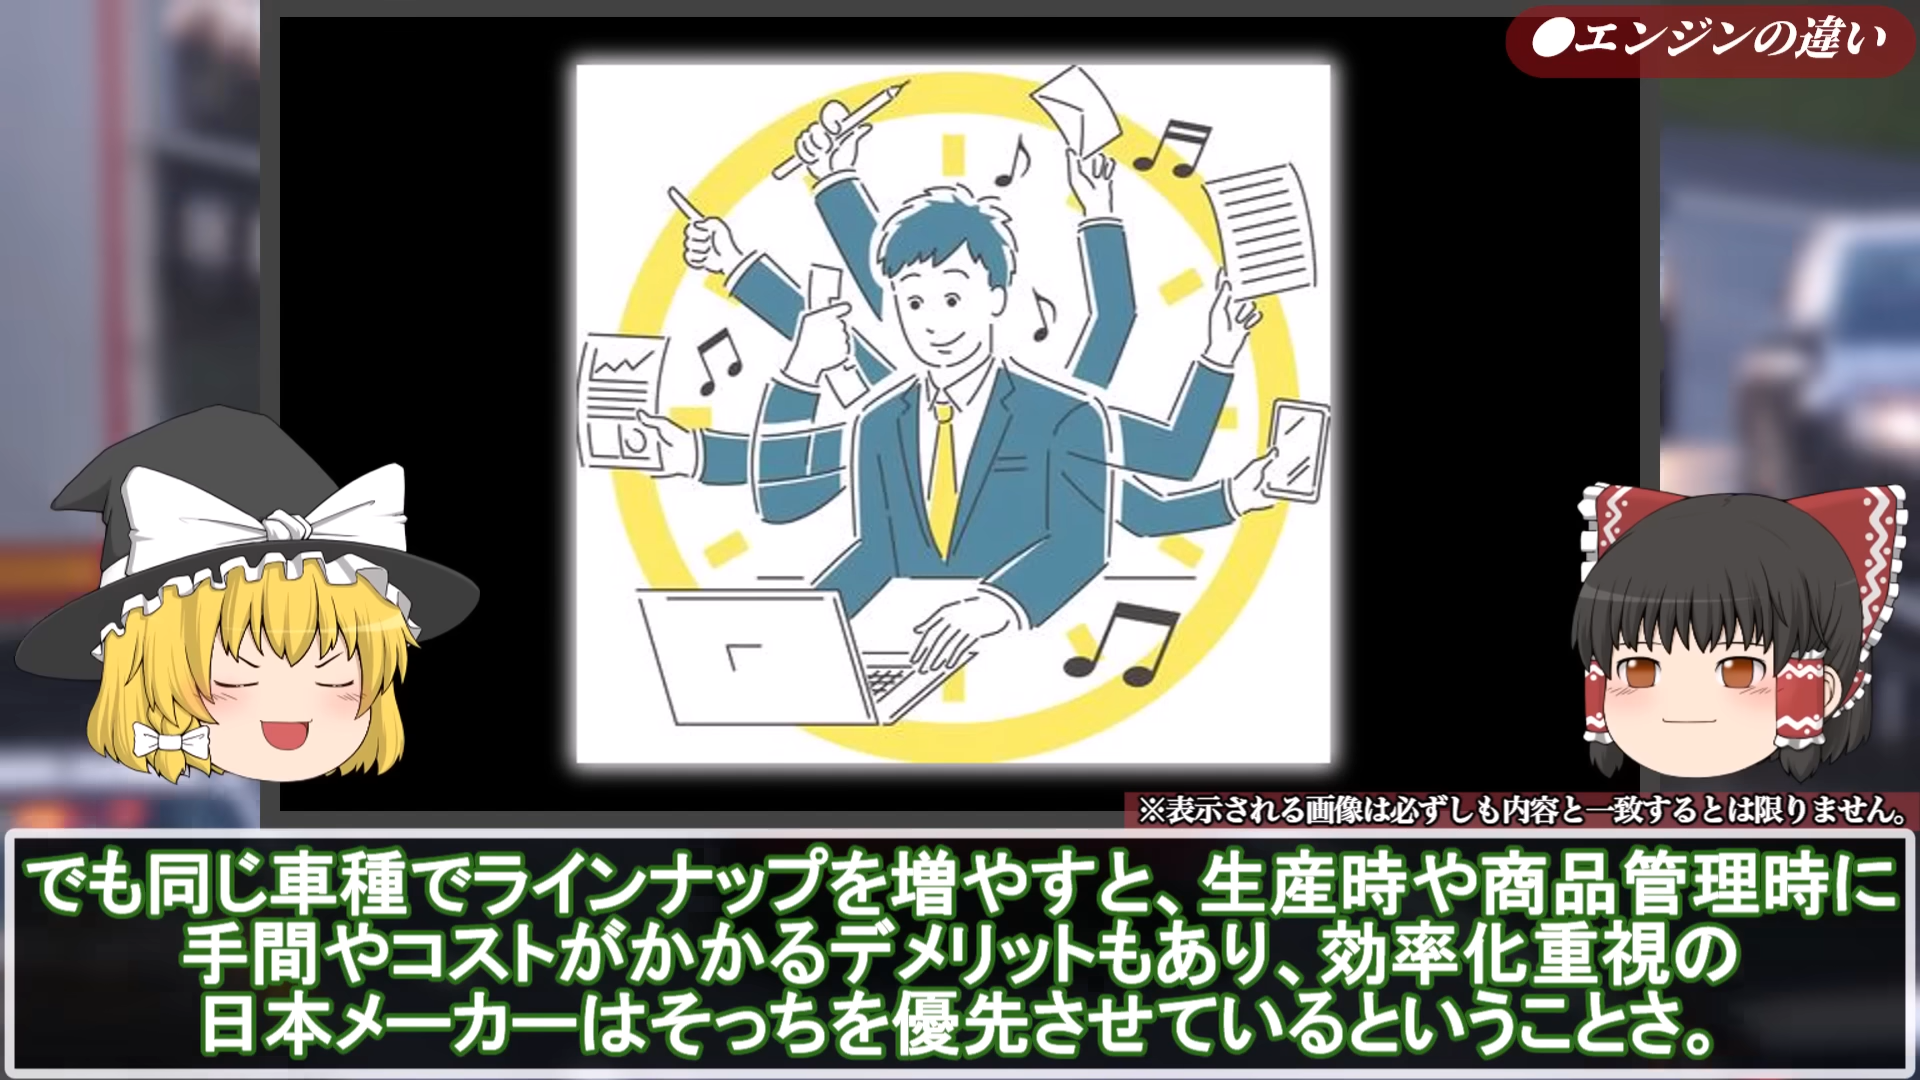 ●エンジンの違い
※表示される画像は必ずしも内容と一致するとは限りません。
でも同じ車種でラインナップを増やすと、生産時や商品管理時に
手間やコストがかかるデメリットもあり、効率化重視の
日本メーカーはそっちを優先させているということさ。